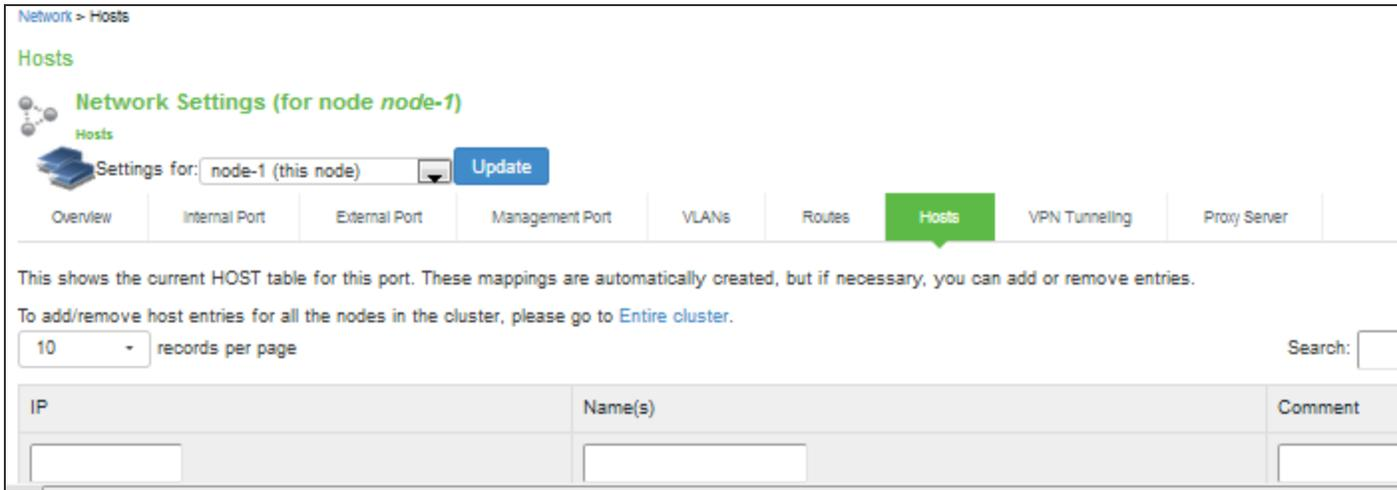 Network > Hosts
Hosts
Network Settings (for node node-1)
Hosts
Settings for: node-1 (this node) Update
Overview Internal Port External Port Management Port VLANs Routes Hosts VPN Tunneling Proxy Server
This shows the current HOST table for this port. These mappings are automatically created, but if necessary, you can add or remove entries.
To add/remove host entries for all the nodes in the cluster, please go to Entire cluster.
10 records per page Search:
IP Name(s) Comment